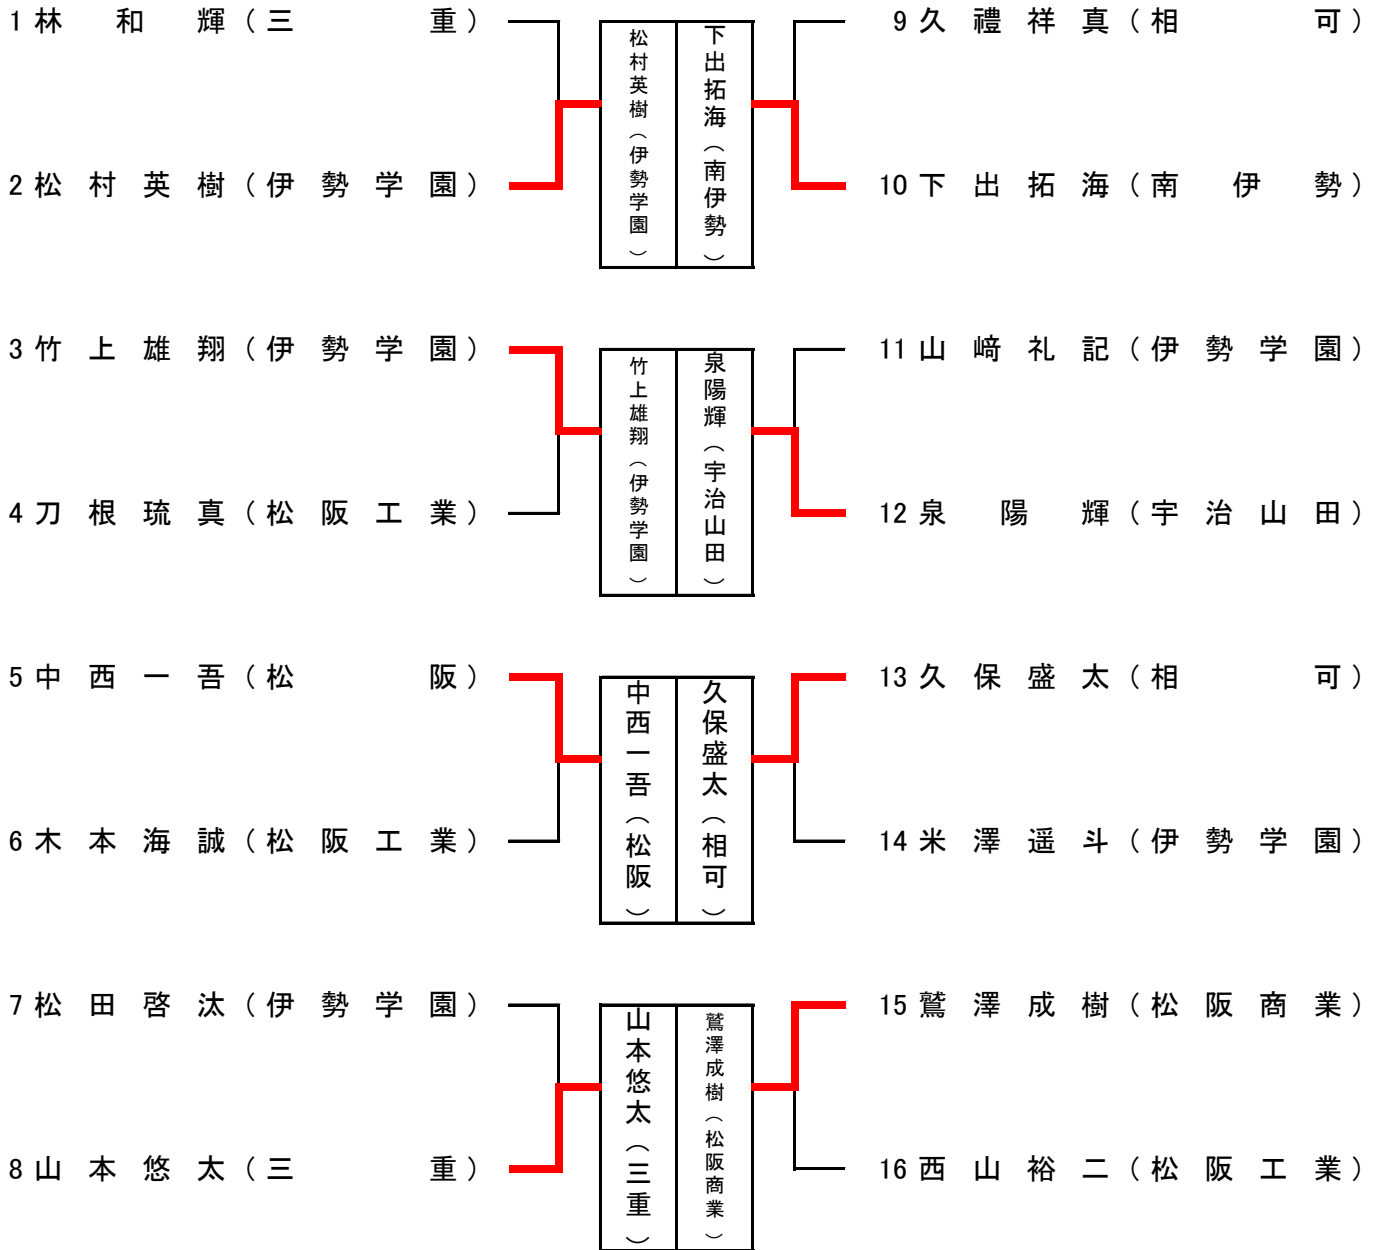 1 林和輝（三重）
2 松村英樹（伊勢学園）
3 竹上雄翔（伊勢学園）
4 刀根琉真（松阪工業）
5 中西一吾（松阪）
6 木本海誠（松阪工業）
7 松田啓汰（伊勢学園）
8 山本悠太（三重）
松村英樹（伊勢学園）
下出拓海（南伊勢）
竹上雄翔（伊勢学園）
泉陽輝（宇治山田）
中西一吾（松阪）
久保盛太（相可）
山本悠太（三重）
鷲澤成樹（松阪商業）
9 久禮祥真（相可）
10 下出拓海（南伊勢）
11 山﨑礼記（伊勢学園）
12 泉陽輝（宇治山田）
13 久保盛太（相可）
14 米澤遥斗（伊勢学園）
15 鷲澤成樹（松阪商業）
16 西山裕二（松阪工業）